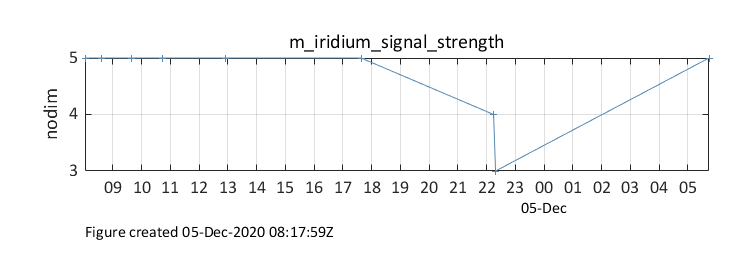 m_iridium_signal_strength
5
4
3
nodim
09 10 11 12 13 14 15 16 17 18 19 20 21 22 23 00 01 02 03 04 05
05-Dec
Figure created 05-Dec-2020 08:17:59Z